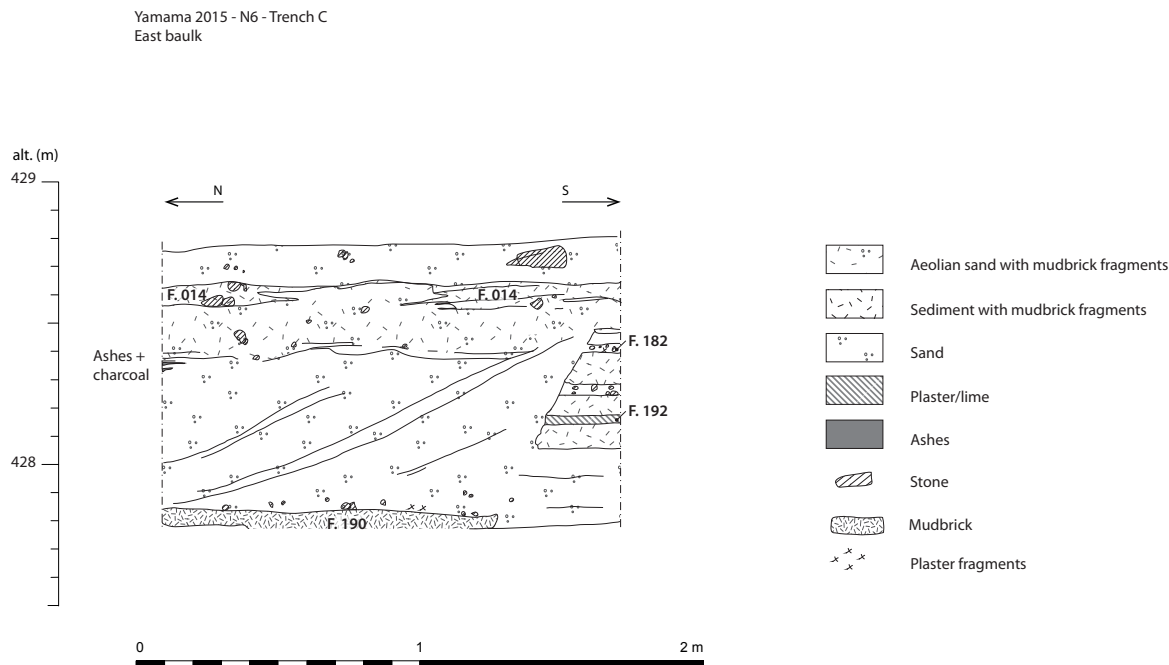 Yamama 2015 - N6 - Trench C
East baulk
alt. (m)
429
N
S
F. 014
F. 014
Ashes +
charcoal
F. 182
F. 192
428
F. 190
Aeolian sand with mudbrick fragments
Sediment with mudbrick fragments
Sand
Plaster/lime
Ashes
Stone
Mudbrick
Plaster fragments
0
1
2 m